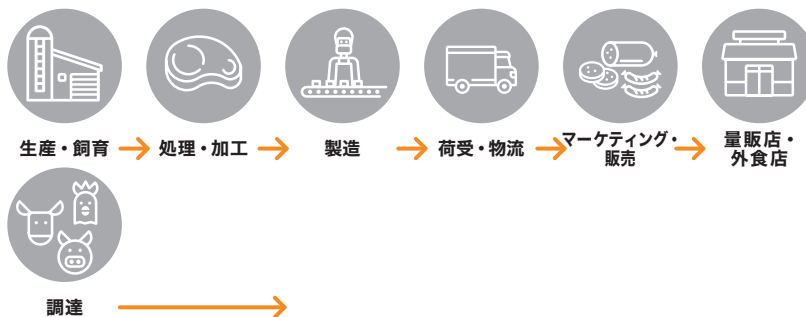 生産・飼育
処理・加工
製造
荷受・物流
マーケティング・
販売
量販店・
外食店
調達